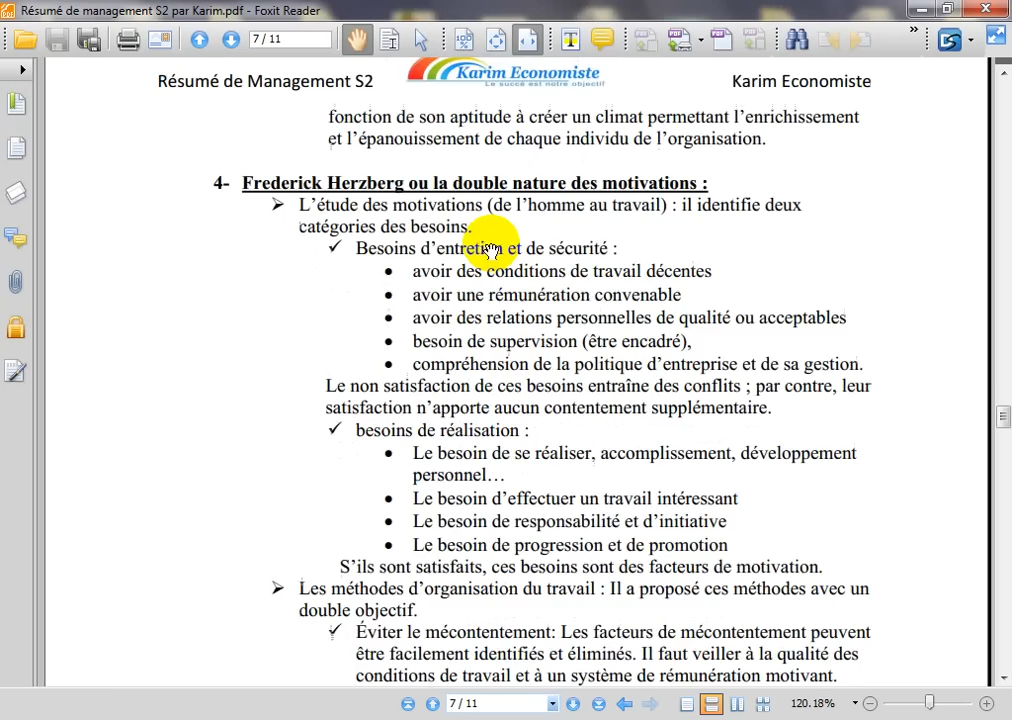 Résumé de management S2 par Karim.pdf - Foxit Reader
7 / 11
Résumé de Management S2
Karim Economiste
Le succé est notre objectif
Karim Economiste
fonction de son aptitude à créer un climat permettant l'enrichissement
et l'épanouissement de chaque individu de l'organisation.
4- Frederick Herzberg ou la double nature des motivations :
➢ L'étude des motivations (de l'homme au travail) : il identifie deux
catégories des besoins.
✓ Besoins d'entretien et de sécurité :
• avoir des conditions de travail décentes
• avoir une rémunération convenable
• avoir des relations personnelles de qualité ou acceptables
• besoin de supervision (être encadré),
• compréhension de la politique d'entreprise et de sa gestion.
Le non satisfaction de ces besoins entraîne des conflits ; par contre, leur
satisfaction n'apporte aucun contentement supplémentaire.
✓ besoins de réalisation :
• Le besoin de se réaliser, accomplissement, développement
personnel…
• Le besoin d'effectuer un travail intéressant
• Le besoin de responsabilité et d'initiative
• Le besoin de progression et de promotion
S'ils sont satisfaits, ces besoins sont des facteurs de motivation.
➢ Les méthodes d'organisation du travail : Il a proposé ces méthodes avec un
double objectif.
✓ Éviter le mécontentement: Les facteurs de mécontentement peuvent
être facilement identifiés et éliminés. Il faut veiller à la qualité des
conditions de travail et à un système de rémunération motivant.
7 / 11
120.18%